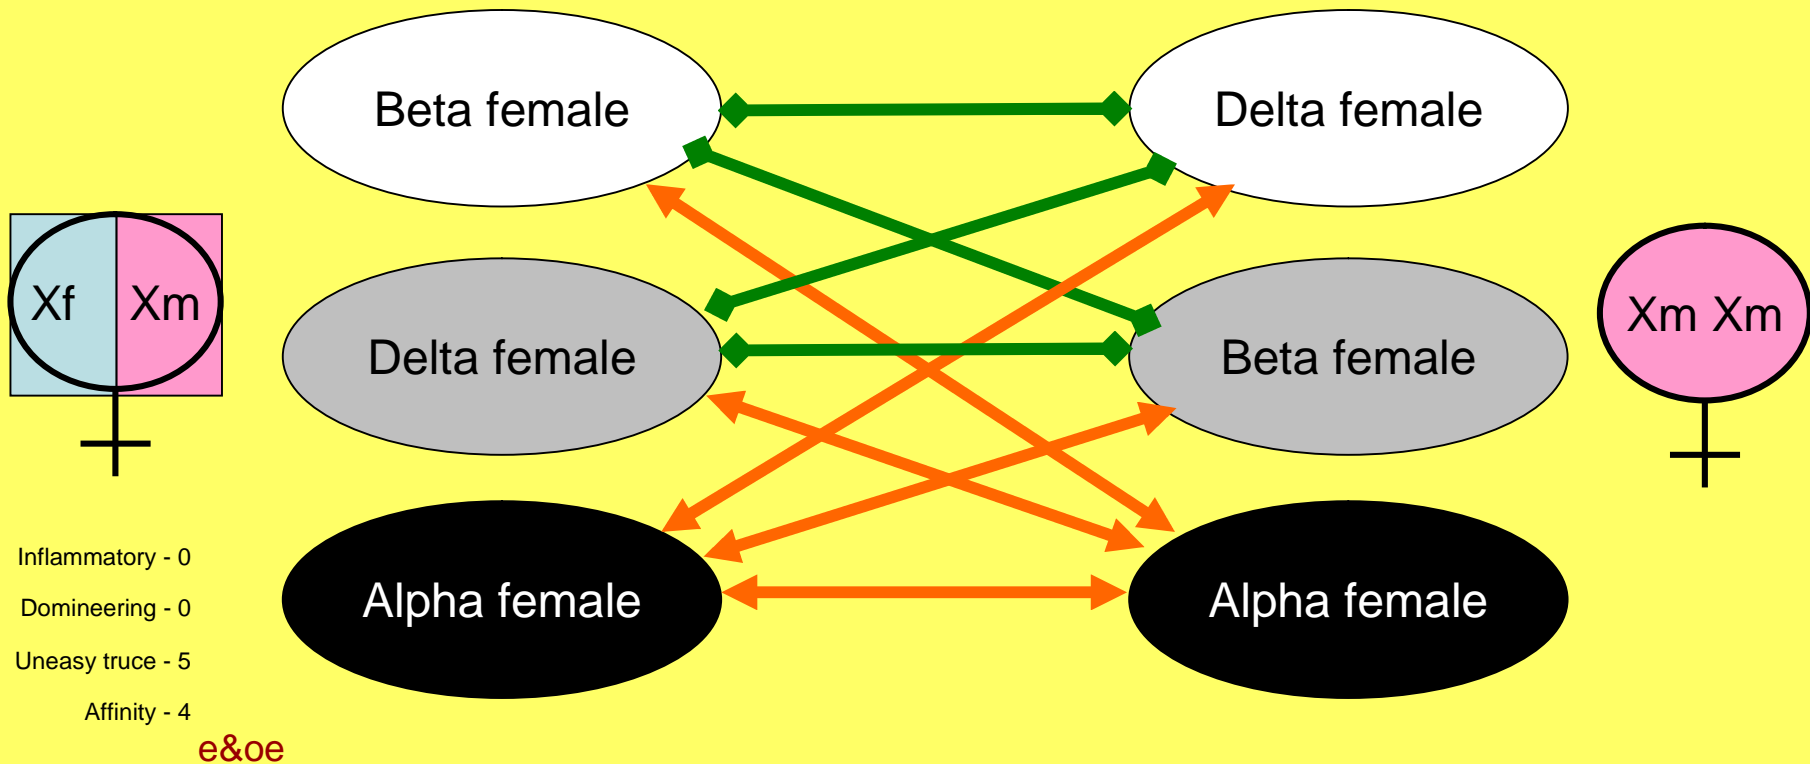 Beta female
Delta female
Xf Xm
Xm Xm
Delta female
Beta female
Alpha female
Alpha female
Inflammatory - 0
Domineering - 0
Uneasy truce - 5
Affinity - 4
e&oe